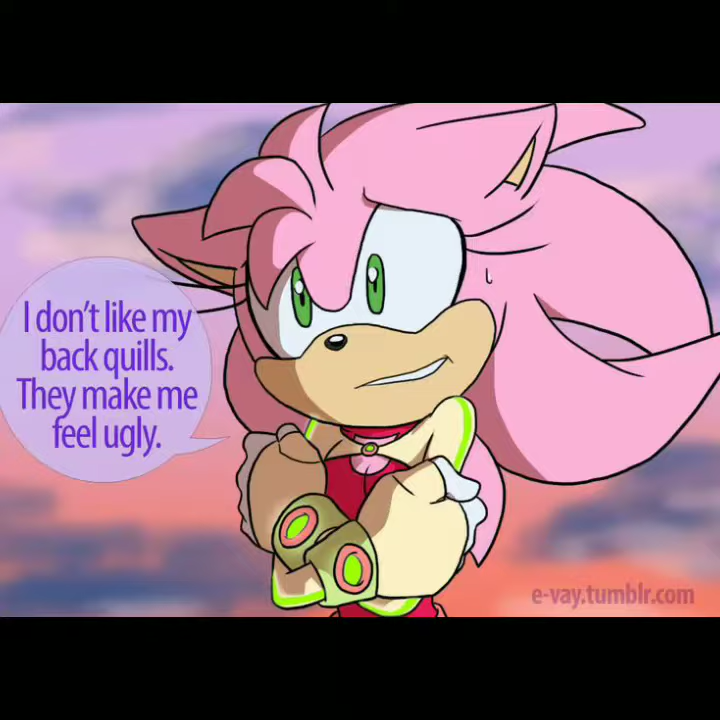 I don't like my
back quills.
They make me
feel ugly.
e-vay.tumblr.com